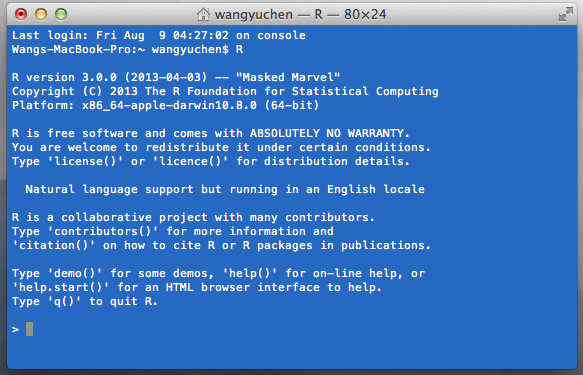 wangyuchen — R — 80×24
Last login: Fri Aug  9 04:27:02 on console
Wangs-MacBook-Pro:~ wangyuchen$ R
R version 3.0.0 (2013-04-03) -- "Masked Marvel"
Copyright (C) 2013 The R Foundation for Statistical Computing
Platform: x86_64-apple-darwin10.8.0 (64-bit)
R is free software and comes with ABSOLUTELY NO WARRANTY.
You are welcome to redistribute it under certain conditions.
Type 'license()' or 'licence()' for distribution details.
  Natural language support but running in an English locale
R is a collaborative project with many contributors.
Type 'contributors()' for more information and
'citation()' on how to cite R or R packages in publications.
Type 'demo()' for some demos, 'help()' for on-line help, or
'help.start()' for an HTML browser interface to help.
Type 'q()' to quit R.
>